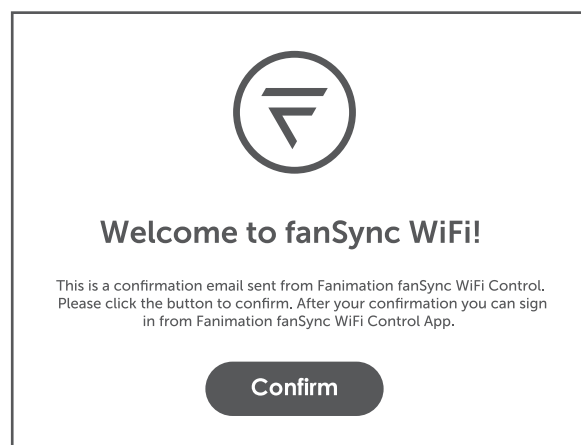 Welcome to fanSync WiFi!
This is a confirmation email sent from Fanimation fanSync WiFi Control.
Please click the button to confirm. After your confirmation you can sign
in from Fanimation fanSync WiFi Control App.
Confirm